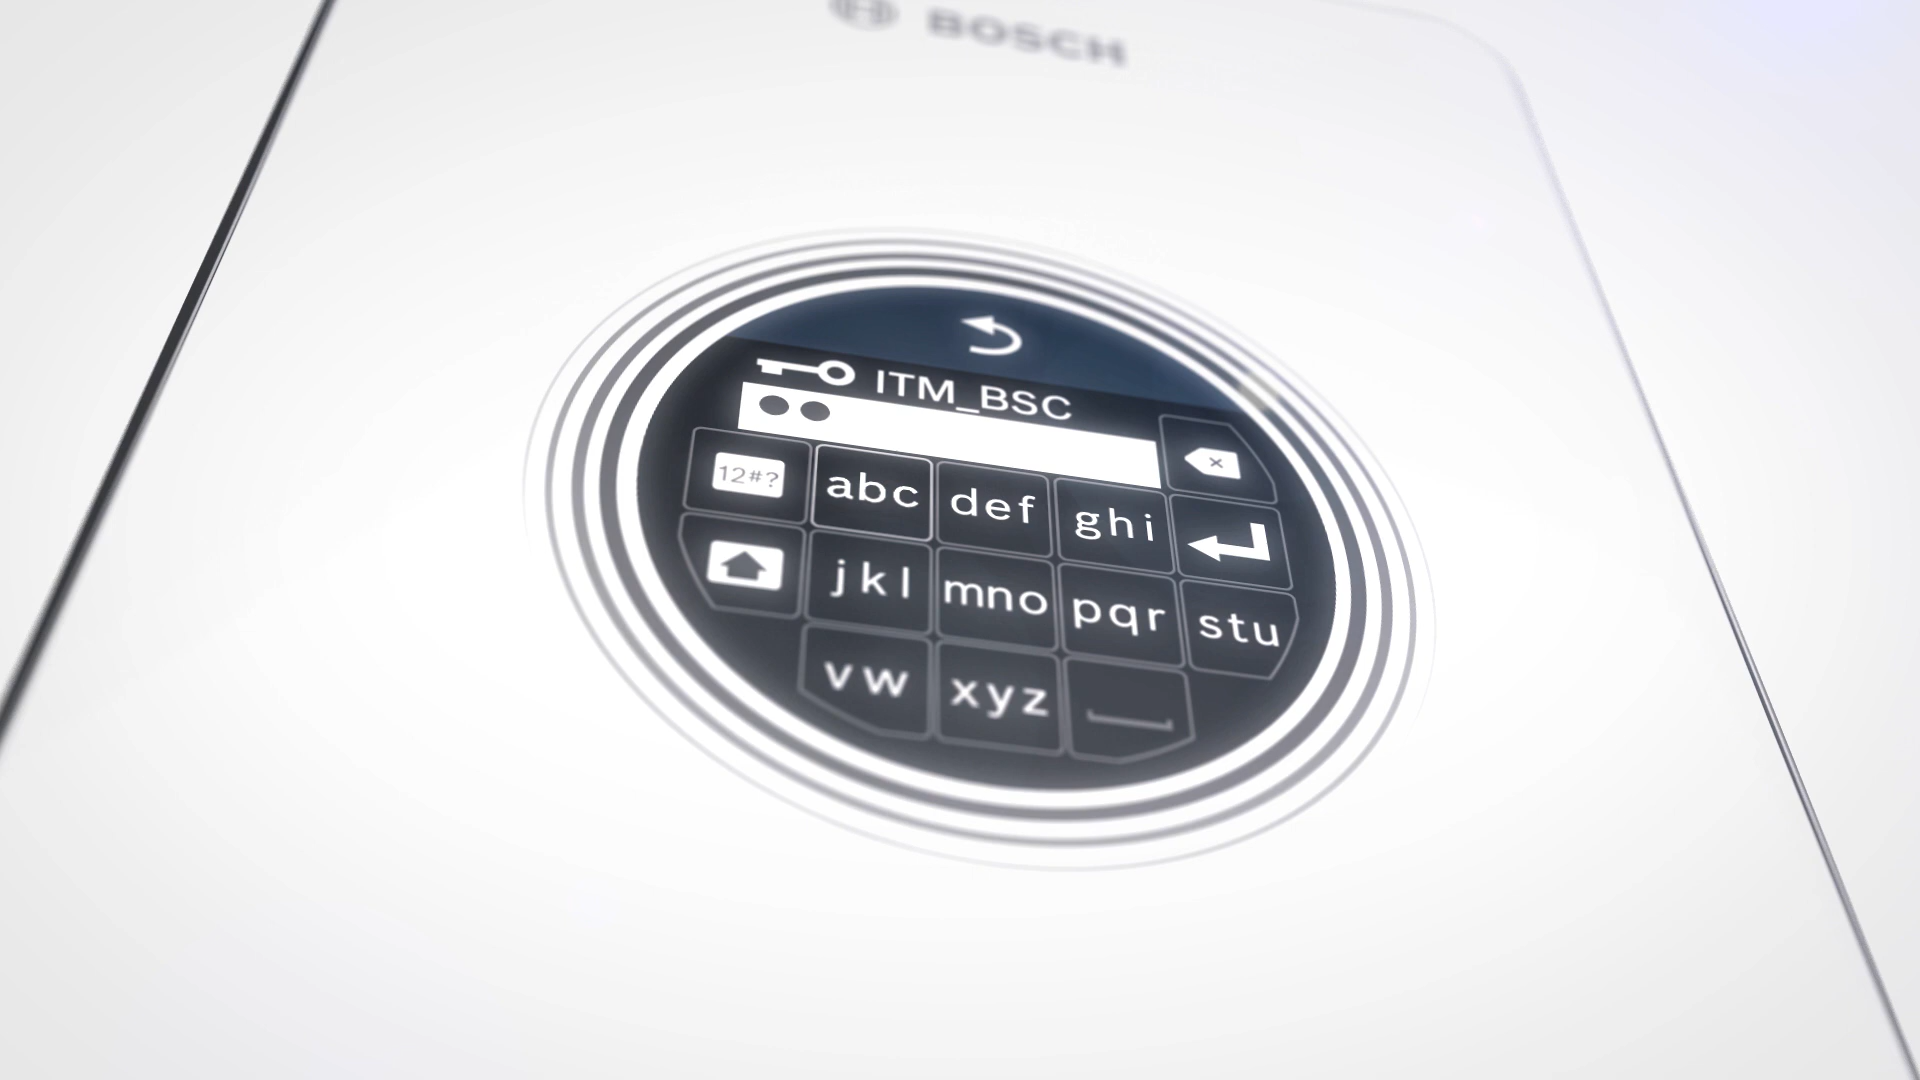 BOSCH
ITM_BSC
12#?
abc
def
ghi
jkl
mno
pqr
stu
vw
xyz